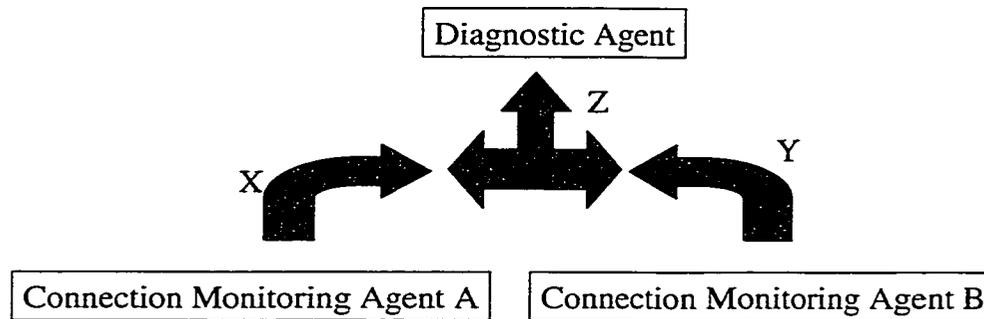 Diagnostic Agent
Z
X
Y
Connection Monitoring Agent A
Connection Monitoring Agent B